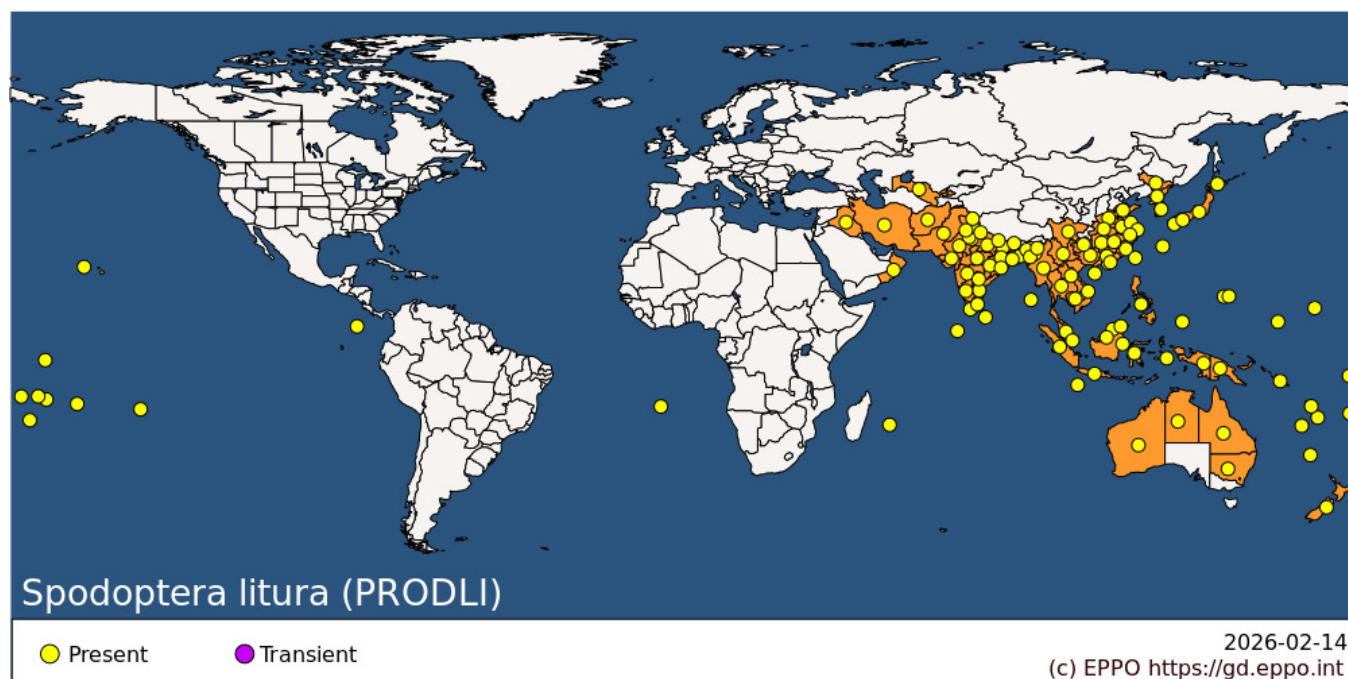 Spodoptera litura (PRODLI)
Present
Transient
2026-02-14
(c) EPPO https://gd.eppo.int